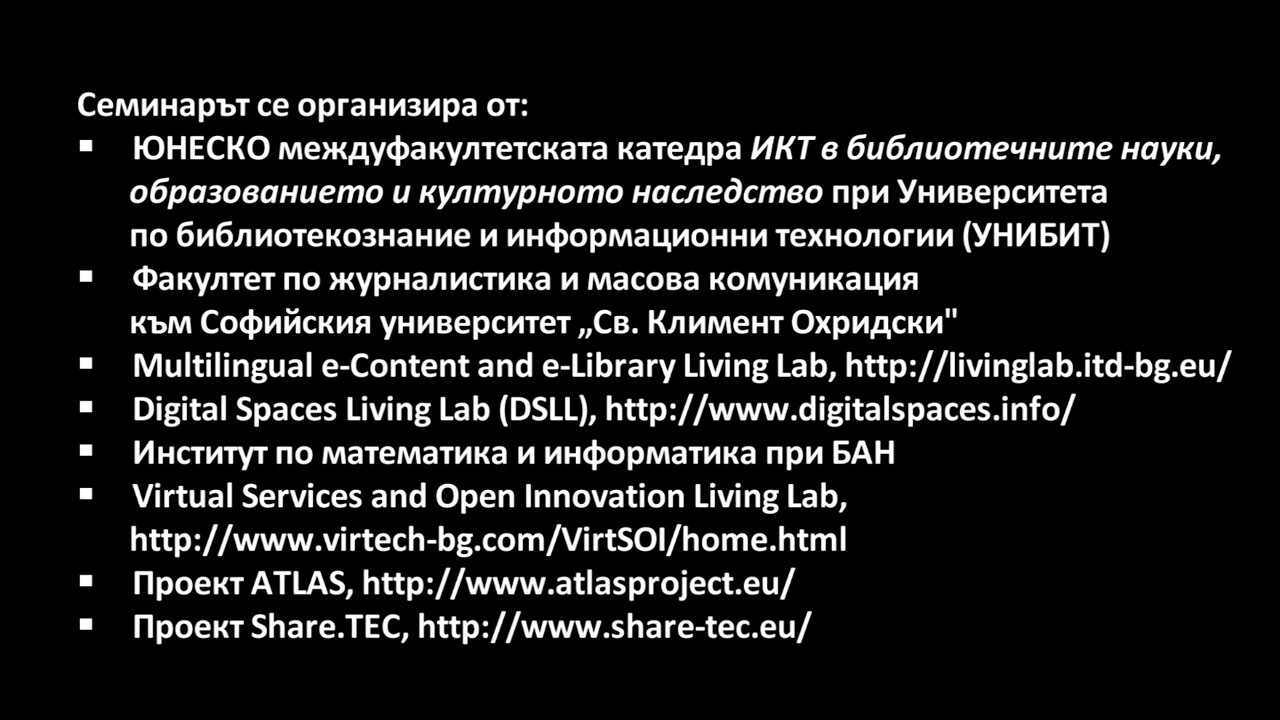 Семинарът се организира от:
▪ ЮНЕСКО междуфакултетската катедра ИКТ в библиотечните науки,
образованието и културното наследство при Университета
по библиотекознание и информационни технологии (УНИБИТ)
▪ Факултет по журналистика и масова комуникация
към Софийския университет „Св. Климент Охридски"
▪ Multilingual e-Content and e-Library Living Lab, http://livinglab.itd-bg.eu/
▪ Digital Spaces Living Lab (DSLL), http://www.digitalspaces.info/
▪ Институт по математика и информатика при БАН
▪ Virtual Services and Open Innovation Living Lab,
http://www.virtech-bg.com/VirtSOI/home.html
▪ Проект ATLAS, http://www.atlasproject.eu/
▪ Проект Share.TEC, http://www.share-tec.eu/